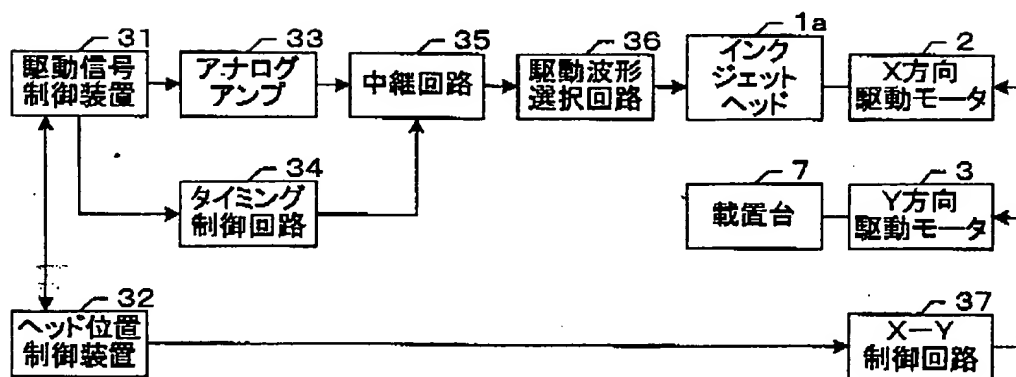 31
駆動信号
制御装置
33
アナログ
アンプ
35
中継回路
36
駆動波形
選択回路
1a
インク
ジェット
ヘッド
2
X方向
駆動モータ
34
タイミング
制御回路
7
載置台
3
Y方向
駆動モータ
32
ヘッド位置
制御装置
37
X-Y
制御回路